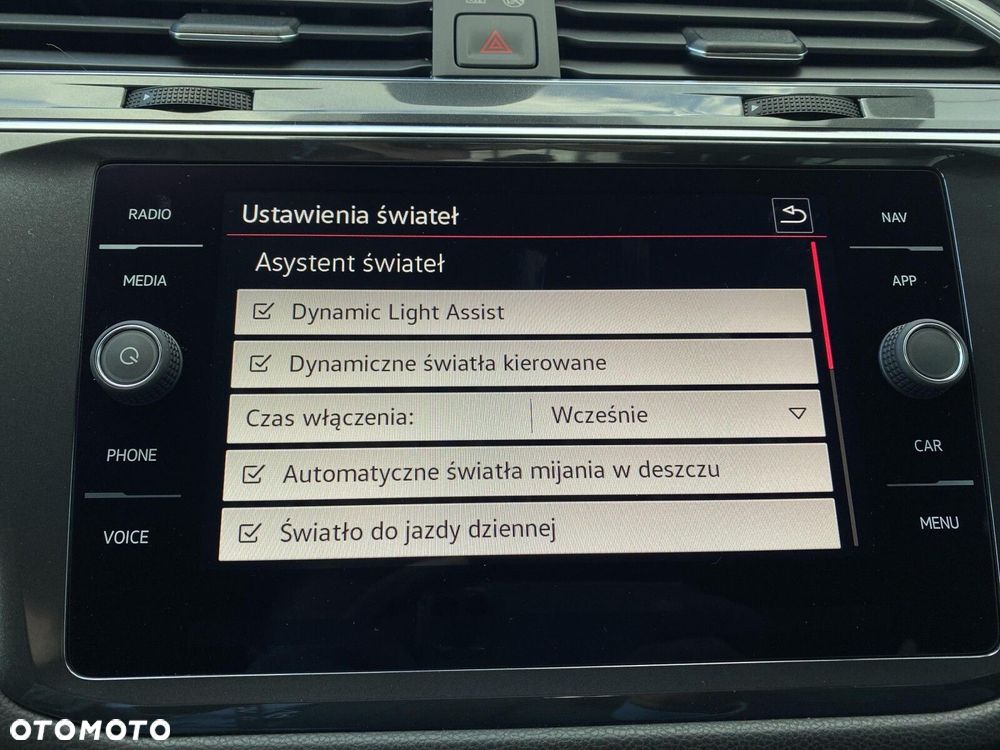 RADIO
MEDIA
PHONE
VOICE
Ustawienia świateł
Asystent świateł
Dynamic Light Assist
Dynamiczne światła kierowane
Czas włączenia: Wcześnie
Automatyczne światła mijania w deszczu
Światło do jazdy dziennej
NAV
APP
CAR
MENU
OTOMOTO